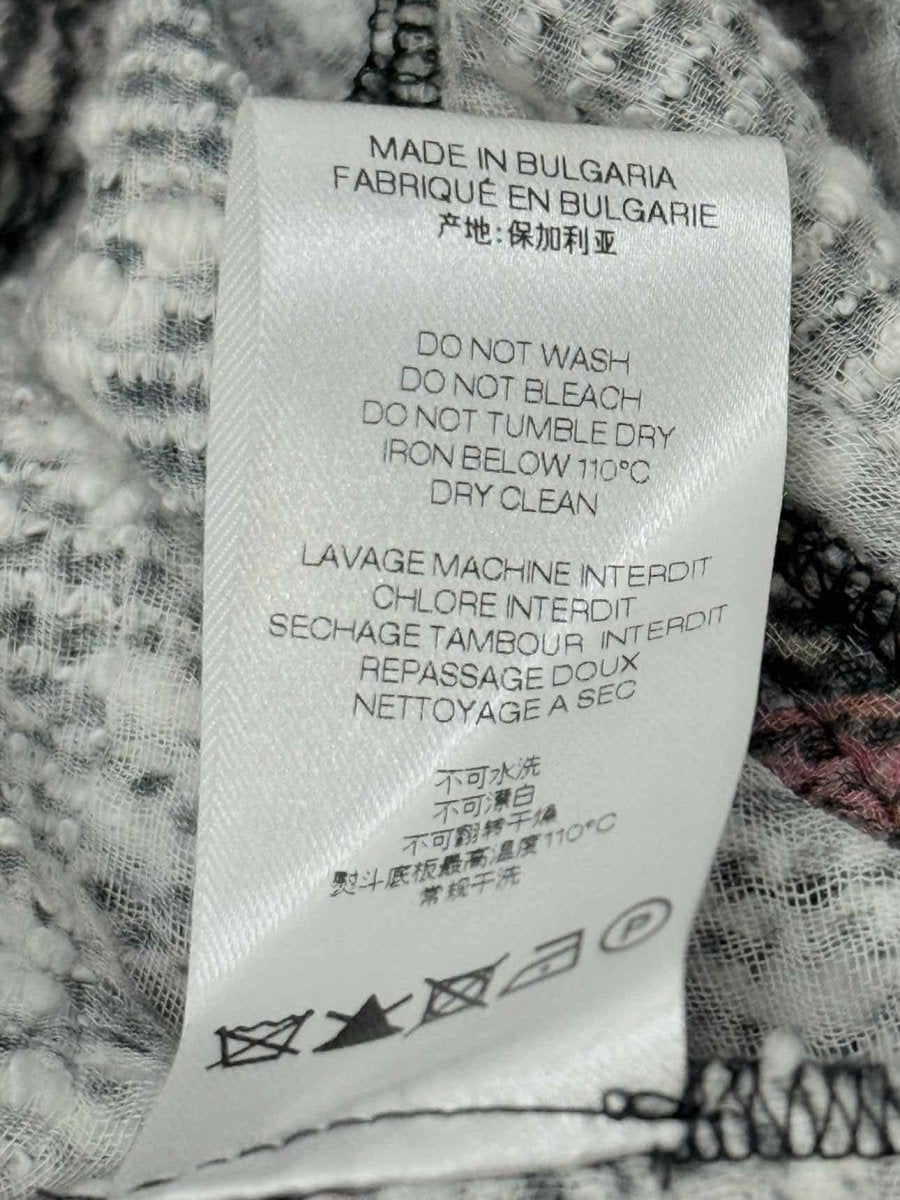 MADE IN BULGARIA
FABRIQUÉ EN BULGARIE
产地:保加利亚
DO NOT WASH
DO NOT BLEACH
DO NOT TUMBLE DRY
IRON BELOW 110°C
DRY CLEAN
LAVAGE MACHINE INTERDIT
CHLORE INTERDIT
SECHAGE TAMBOUR INTERDIT
REPASSAGE DOUX
NETTOYAGE A SEC
不可水洗
不可漂白
不可翻转干燥
熨斗底板最高温度110°C
常规干洗
P